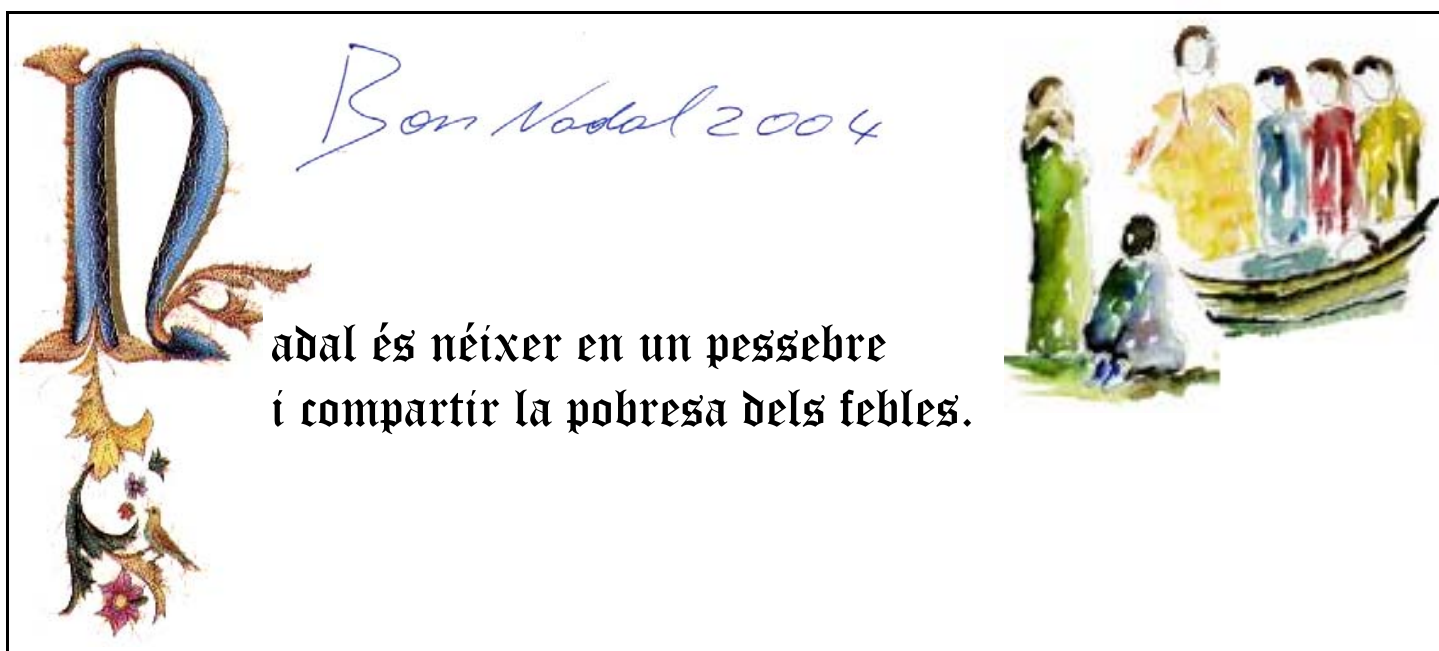 Bon Nadal 2004
Nadal és néixer en un pessebre
i compartir la pobresa dels febles.